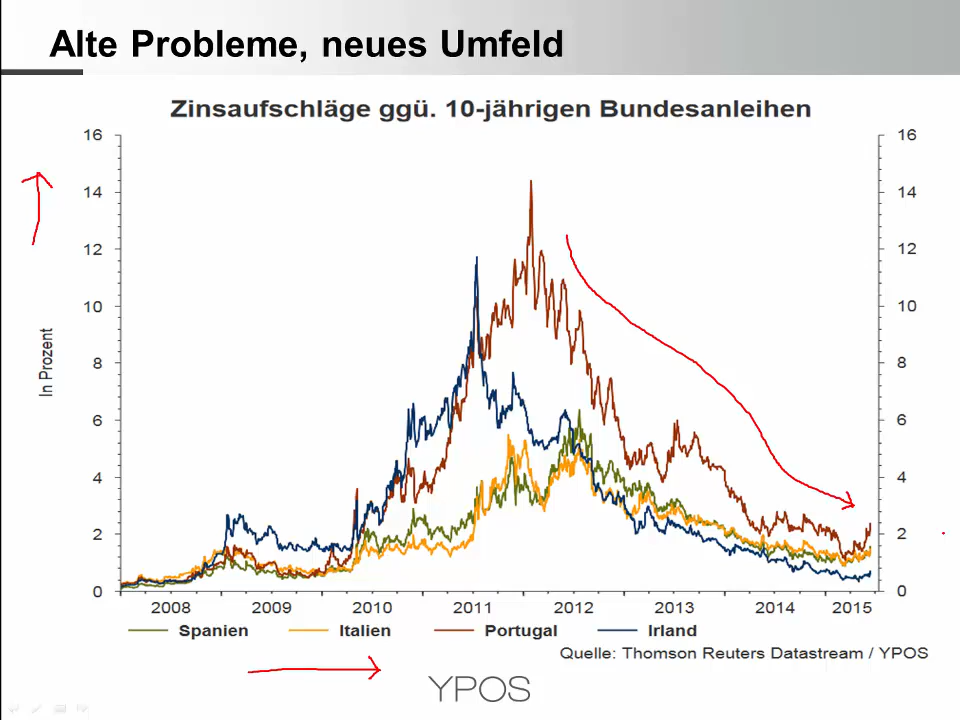 Alte Probleme, neues Umfeld
Zinsaufschläge ggü. 10-jährigen Bundesanleihen
16 16
14 14
12 12
10 10
8 8
6 6
4 4
2 2
0 0
In Prozent
2008 2009 2010 2011 2012 2013 2014 2015
Spanien Italien Portugal Irland
Quelle: Thomson Reuters Datastream / YPOS
YPOS